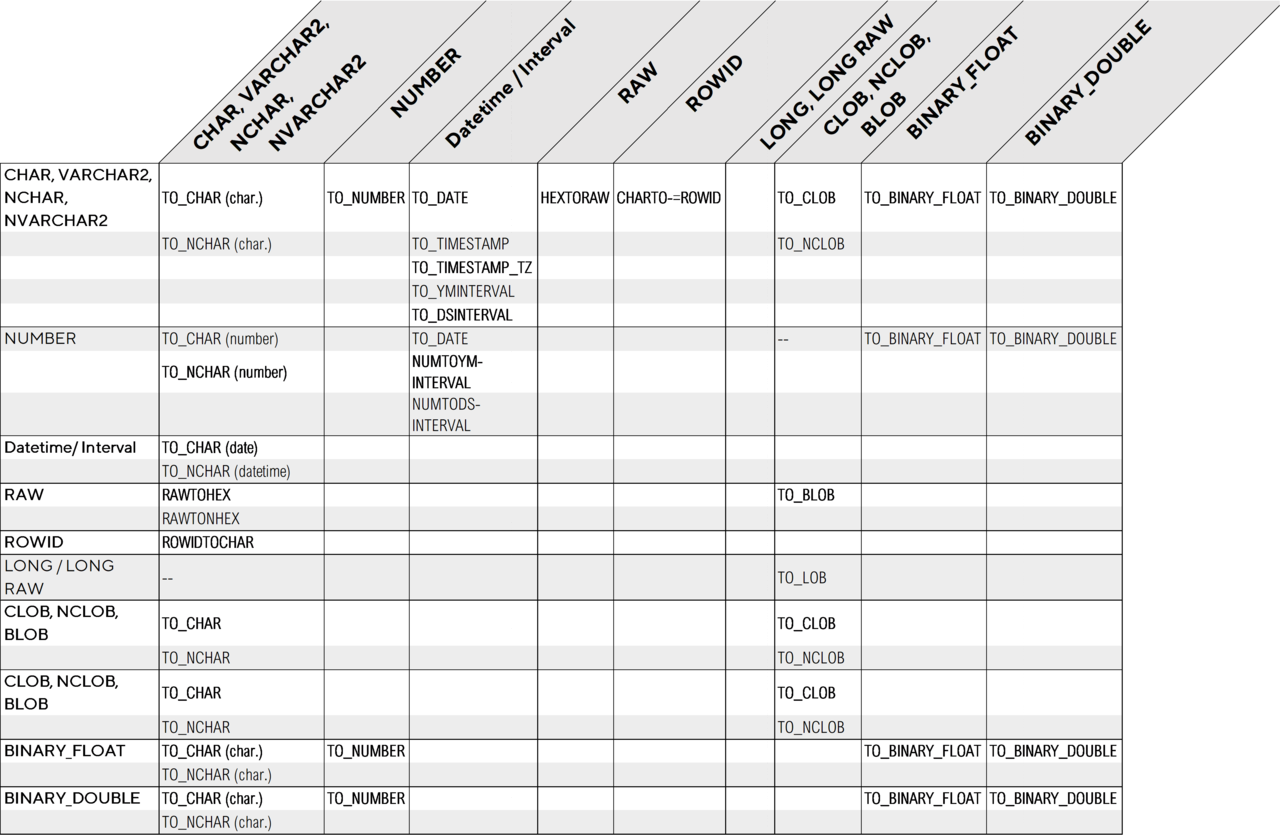 CHAR, VARCHAR2,
NCHAR,
NVARCHAR2
NUMBER
Datetime / Interval
RAW
ROWID
LONG, LONG RAW
CLOB, NCLOB,
BLOB
BINARY_FLOAT
BINARY_DOUBLE
CHAR, VARCHAR2,
NCHAR,
NVARCHAR2
TO_CHAR (char.) TO_NUMBER TO_DATE HEXTORAW CHARTO-=ROWID TO_CLOB TO_BINARY_FLOAT TO_BINARY_DOUBLE
TO_NCHAR (char.) TO_TIMESTAMP TO_NCLOB
TO_TIMESTAMP_TZ
TO_YMINTERVAL
TO_DSINTERVAL
NUMBER TO_CHAR (number) TO_DATE -- TO_BINARY_FLOAT TO_BINARY_DOUBLE
TO_NCHAR (number) NUMTOYM-
INTERVAL
NUMTODS-
INTERVAL
Datetime/ Interval TO_CHAR (date)
TO_NCHAR (datetime)
RAW RAWTOHEX TO_BLOB
RAWTONHEX
ROWID ROWIDTOCHAR
LONG / LONG
RAW
-- TO_LOB
CLOB, NCLOB,
BLOB
TO_CHAR TO_CLOB
TO_NCHAR TO_NCLOB
CLOB, NCLOB,
BLOB
TO_CHAR TO_CLOB
TO_NCHAR TO_NCLOB
BINARY_FLOAT TO_CHAR (char.) TO_NUMBER TO_BINARY_FLOAT TO_BINARY_DOUBLE
TO_NCHAR (char.)
BINARY_DOUBLE TO_CHAR (char.) TO_NUMBER TO_BINARY_FLOAT TO_BINARY_DOUBLE
TO_NCHAR (char.)